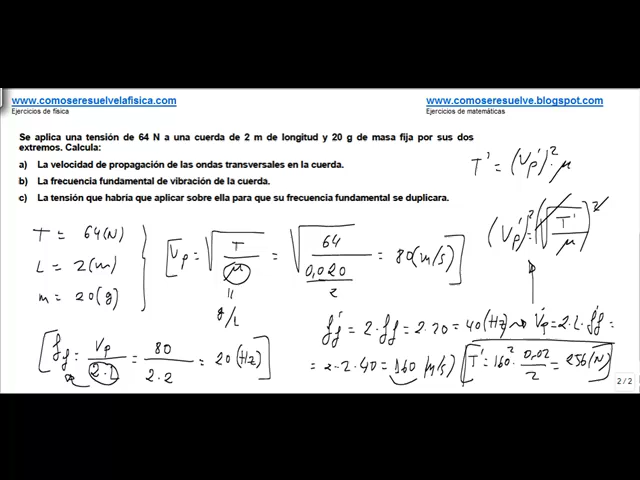 www.comoseresuelvelafisica.com www.comoseresuelve.blogspot.com
Ejercicios de física Ejercicios de matemáticas
Se aplica una tensión de 64 N a una cuerda de 2 m de longitud y 20 g de masa fija por sus dos
extremos. Calcula:
a) La velocidad de propagación de las ondas transversales en la cuerda.
b) La frecuencia fundamental de vibración de la cuerda.
c) La tensión que habría que aplicar sobre ella para que su frecuencia fundamental se duplicara.
T' = (Vp')² · μ
(Vp')² = (√(T'/μ))²
T = 64(N)
L = 2(m)
m = 20(g)
[Vp = √(T/μ) = √(64/(0,020/2)) = 80(m/s)]
[ff = Vp/(2·L) = 80/(2·2) = 20(Hz)]
ff' = 2·ff = 2·20 = 40(Hz) → Vp' = 2·L·ff' =
= 2·2·40 = 160 (m/s) [T' = 160² · 0,02/2 = 256(N)]
2 / 2